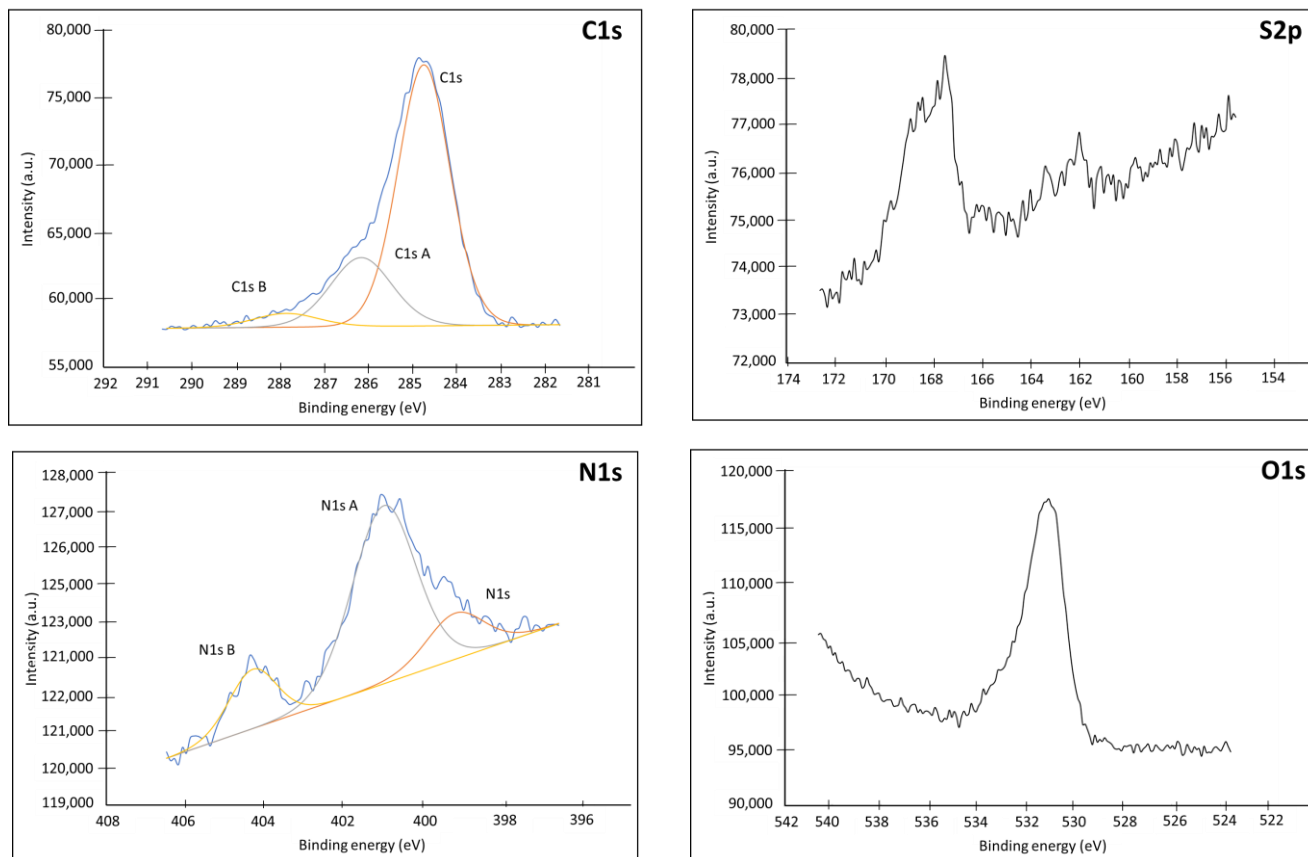 C1s
80,000
75,000
70,000
65,000
60,000
55,000
Intensity (a.u.)
C1s
C1s A
C1s B
292 291 290 289 288 287 286 285 284 283 282 281
Binding energy (eV)
S2p
80,000
78,000
77,000
76,000
75,000
74,000
73,000
72,000
Intensity (a.u.)
174 172 170 168 166 164 162 160 158 156 154
Binding energy (eV)
N1s
128,000
127,000
126,000
125,000
123,000
121,000
122,000
121,000
120,000
119,000
Intensity (a.u.)
N1s A
N1s
N1s B
408 406 404 402 400 398 396
Binding energy (eV)
O1s
120,000
115,000
110,000
105,000
100,000
95,000
90,000
Intensity (a.u.)
542 540 538 536 534 532 530 528 526 524 522
Binding energy (eV)